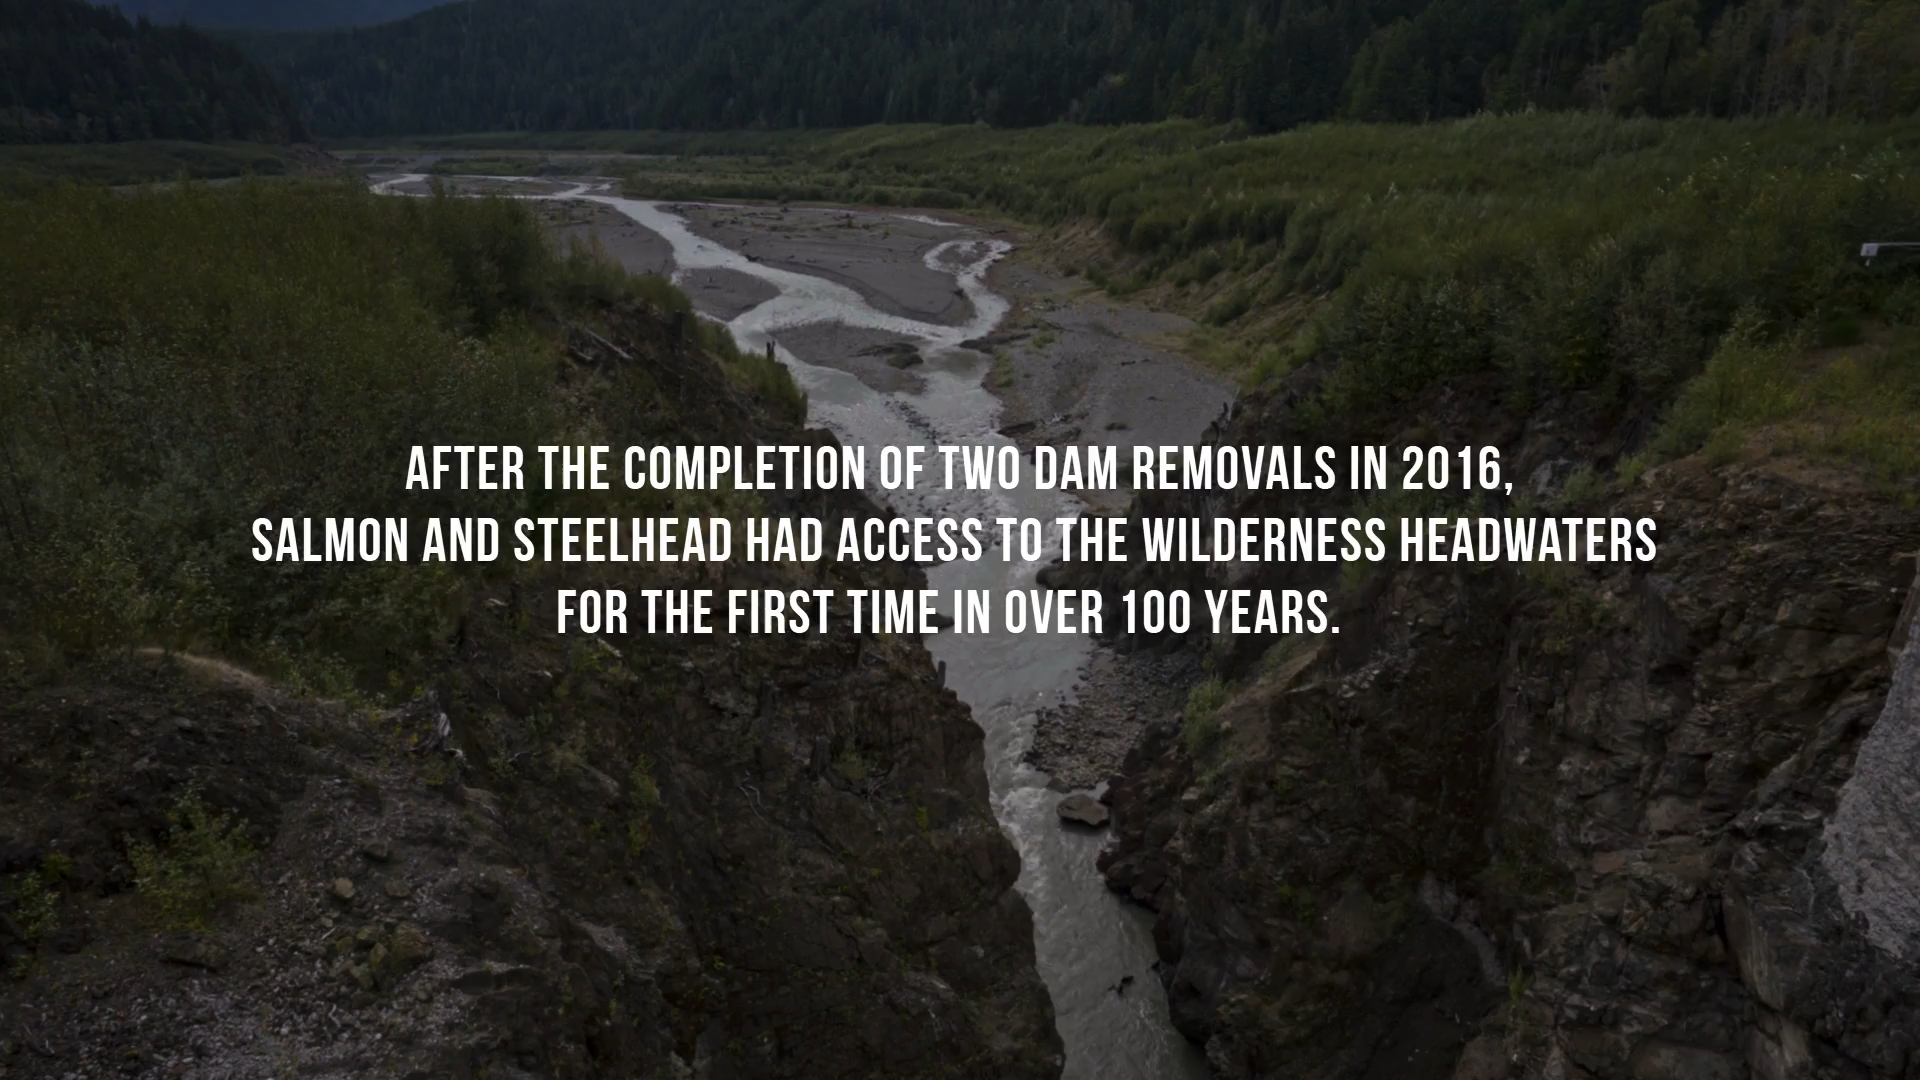 AFTER THE COMPLETION OF TWO DAM REMOVALS IN 2016,
SALMON AND STEELHEAD HAD ACCESS TO THE WILDERNESS HEADWATERS
FOR THE FIRST TIME IN OVER 100 YEARS.